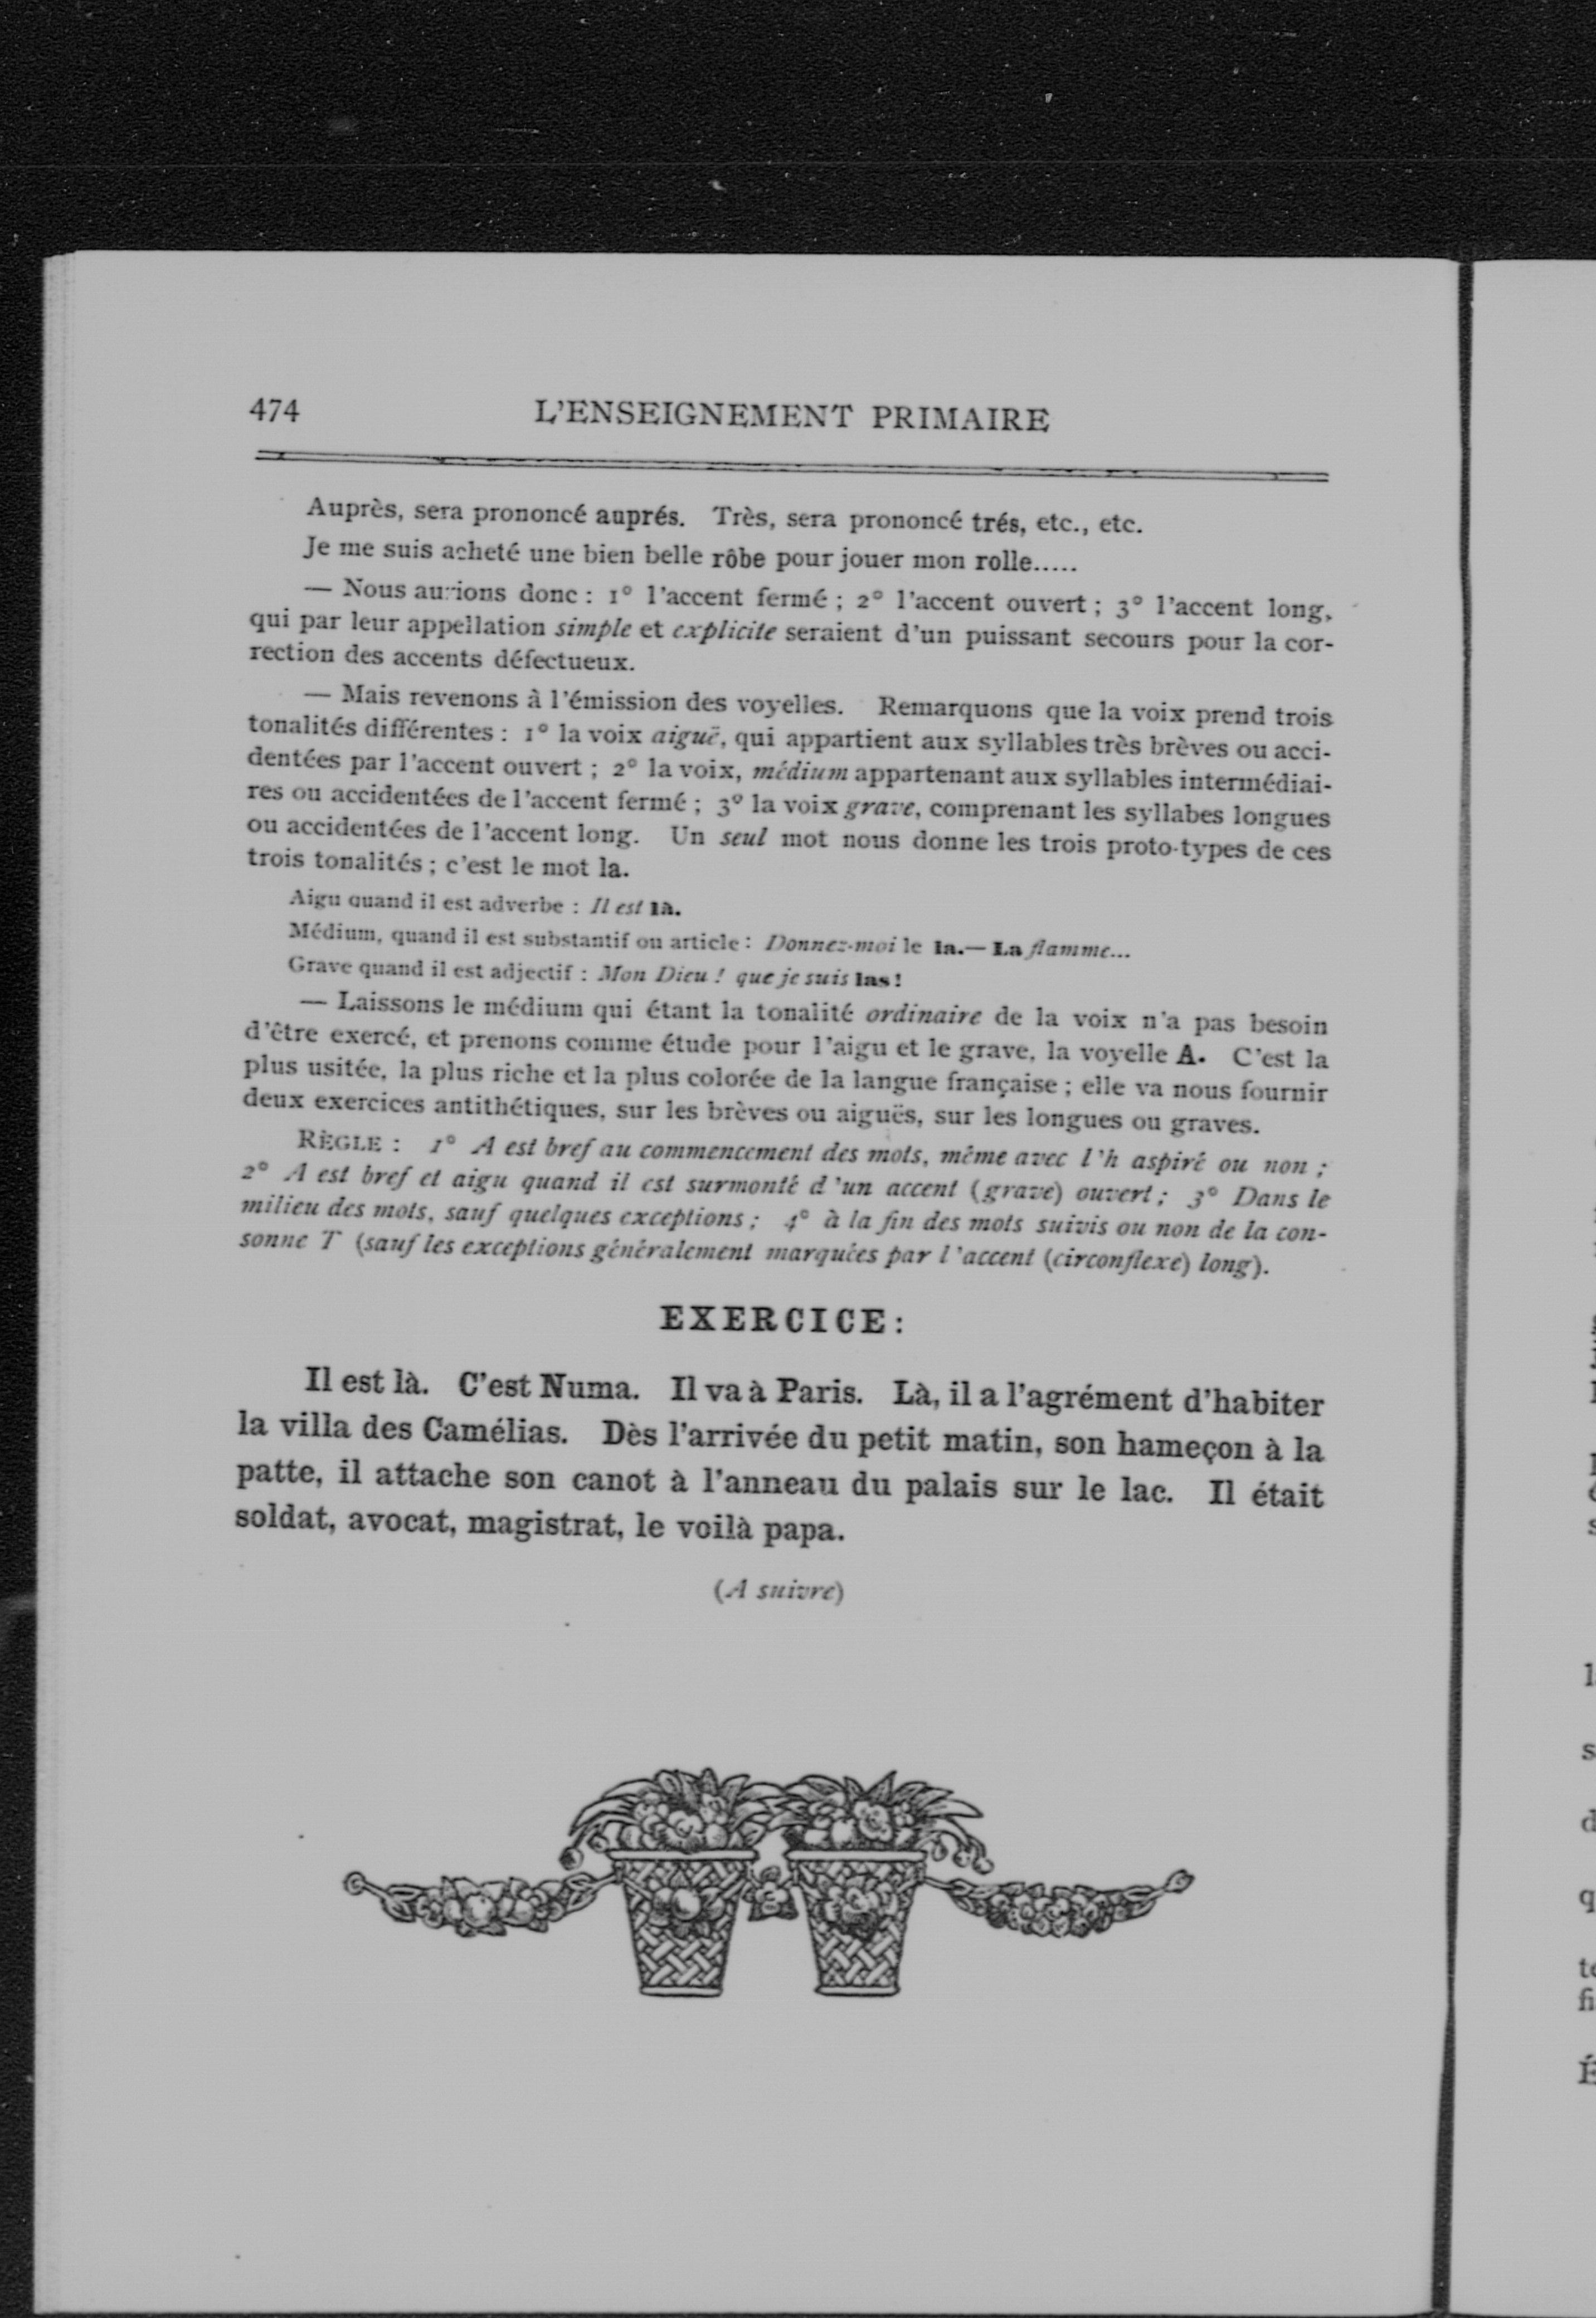 474 L'ENSEIGNEMENT PRIMAIRE
Auprès, sera prononcé auprés. Très, sera prononcé trés, etc., etc.
Je me suis acheté une bien belle rôbe pour jouer mon rolle.....
— Nous aurions donc : 1° l'accent fermé ; 2° l'accent ouvert ; 3° l'accent long,
qui par leur appellation simple et explicite seraient d'un puissant secours pour la cor-
rection des accents défectueux.
— Mais revenons à l'émission des voyelles. Remarquons que la voix prend trois
tonalités différentes : 1° la voix aiguë, qui appartient aux syllables très brèves ou acci-
dentées par l'accent ouvert ; 2° la voix, médium appartenant aux syllables intermédiai-
res ou accidentées de l'accent fermé ; 3° la voix grave, comprenant les syllabes longues
ou accidentées de l'accent long. Un seul mot nous donne les trois proto-types de ces
trois tonalités ; c'est le mot la.
Aigu quand il est adverbe : Il est là.
Médium, quand il est substantif ou article : Donnez-moi le la.— La flamme...
Grave quand il est adjectif : Mon Dieu ! que je suis las !
— Laissons le médium qui étant la tonalité ordinaire de la voix n'a pas besoin
d'être exercé, et prenons comme étude pour l'aigu et le grave, la voyelle A. C'est la
plus usitée, la plus riche et la plus colorée de la langue française ; elle va nous fournir
deux exercices antithétiques, sur les brèves ou aiguës, sur les longues ou graves.
RÈGLE : 1° A est bref au commencement des mots, même avec l'h aspiré ou non ;
2° A est bref et aigu quand il est surmonté d'un accent (grave) ouvert ; 3° Dans le
milieu des mots, sauf quelques exceptions ; 4° à la fin des mots suivis ou non de la con-
sonne T (sauf les exceptions généralement marquées par l'accent (circonflexe) long).
EXERCICE :
Il est là. C'est Numa. Il va à Paris. Là, il a l'agrément d'habiter
la villa des Camélias. Dès l'arrivée du petit matin, son hameçon à la
patte, il attache son canot à l'anneau du palais sur le lac. Il était
soldat, avocat, magistrat, le voilà papa.
(A suivre)